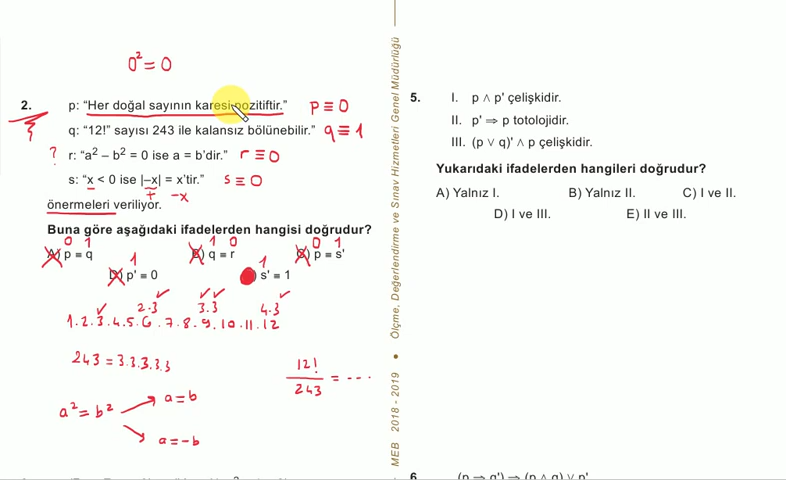 0² = 0
2. p: “Her doğal sayının karesi pozitiftir.” p ≡ 0
q: “12!” sayısı 243 ile kalansız bölünebilir.” q ≡ 1
? r: “a² – b² = 0 ise a = b’dir.” r ≡ 0
s: “x < 0 ise |–x| = x’tir.” s ≡ 0
+ -x
önermeleri veriliyor.
Buna göre aşağıdaki ifadelerden hangisi doğrudur?
0 1 1 0 0 1
A) p ≡ q B) q ≡ r C) p ≡ s'
1 1
D) p' ≡ 0 s' ≡ 1
2.3 3.3 4.3
1.2.3.4.5.6.7.8.9.10.11.12
243 = 3.3.3.3.3
12!
243
= ----
a² = b²
a = b
a = -b
MEB 2018 - 2019 ● Ölçme, Değerlendirme ve Sınav Hizmetleri Genel Müdürlüğü
5. I. p ∧ p' çelişkidir.
II. p' ⇒ p totolojidir.
III. (p ∨ q)' ∧ p çelişkidir.
Yukarıdaki ifadelerden hangileri doğrudur?
A) Yalnız I. B) Yalnız II. C) I ve II.
D) I ve III. E) II ve III.
6 (p ⇒ q') ⇒ (p ∧ q) ∨ p'